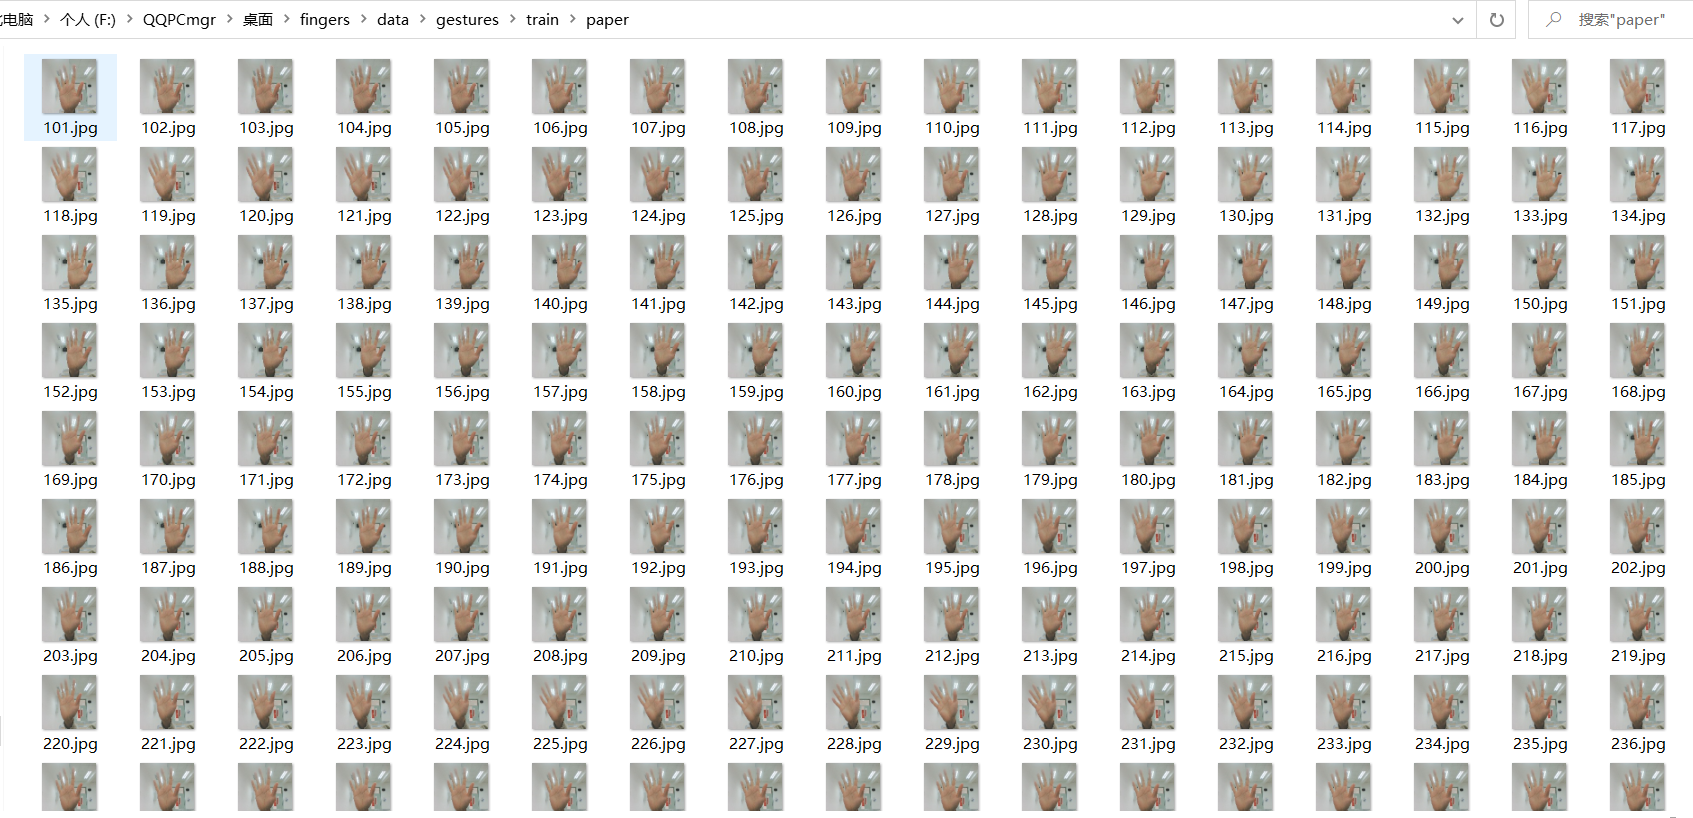 电脑 > 个人 (F:) > QQPCmgr > 桌面 > fingers > data > gestures > train > paper
搜索"paper"
101.jpg 102.jpg 103.jpg 104.jpg 105.jpg 106.jpg 107.jpg 108.jpg 109.jpg 110.jpg 111.jpg 112.jpg 113.jpg 114.jpg 115.jpg 116.jpg 117.jpg
118.jpg 119.jpg 120.jpg 121.jpg 122.jpg 123.jpg 124.jpg 125.jpg 126.jpg 127.jpg 128.jpg 129.jpg 130.jpg 131.jpg 132.jpg 133.jpg 134.jpg
135.jpg 136.jpg 137.jpg 138.jpg 139.jpg 140.jpg 141.jpg 142.jpg 143.jpg 144.jpg 145.jpg 146.jpg 147.jpg 148.jpg 149.jpg 150.jpg 151.jpg
152.jpg 153.jpg 154.jpg 155.jpg 156.jpg 157.jpg 158.jpg 159.jpg 160.jpg 161.jpg 162.jpg 163.jpg 164.jpg 165.jpg 166.jpg 167.jpg 168.jpg
169.jpg 170.jpg 171.jpg 172.jpg 173.jpg 174.jpg 175.jpg 176.jpg 177.jpg 178.jpg 179.jpg 180.jpg 181.jpg 182.jpg 183.jpg 184.jpg 185.jpg
186.jpg 187.jpg 188.jpg 189.jpg 190.jpg 191.jpg 192.jpg 193.jpg 194.jpg 195.jpg 196.jpg 197.jpg 198.jpg 199.jpg 200.jpg 201.jpg 202.jpg
203.jpg 204.jpg 205.jpg 206.jpg 207.jpg 208.jpg 209.jpg 210.jpg 211.jpg 212.jpg 213.jpg 214.jpg 215.jpg 216.jpg 217.jpg 218.jpg 219.jpg
220.jpg 221.jpg 222.jpg 223.jpg 224.jpg 225.jpg 226.jpg 227.jpg 228.jpg 229.jpg 230.jpg 231.jpg 232.jpg 233.jpg 234.jpg 235.jpg 236.jpg